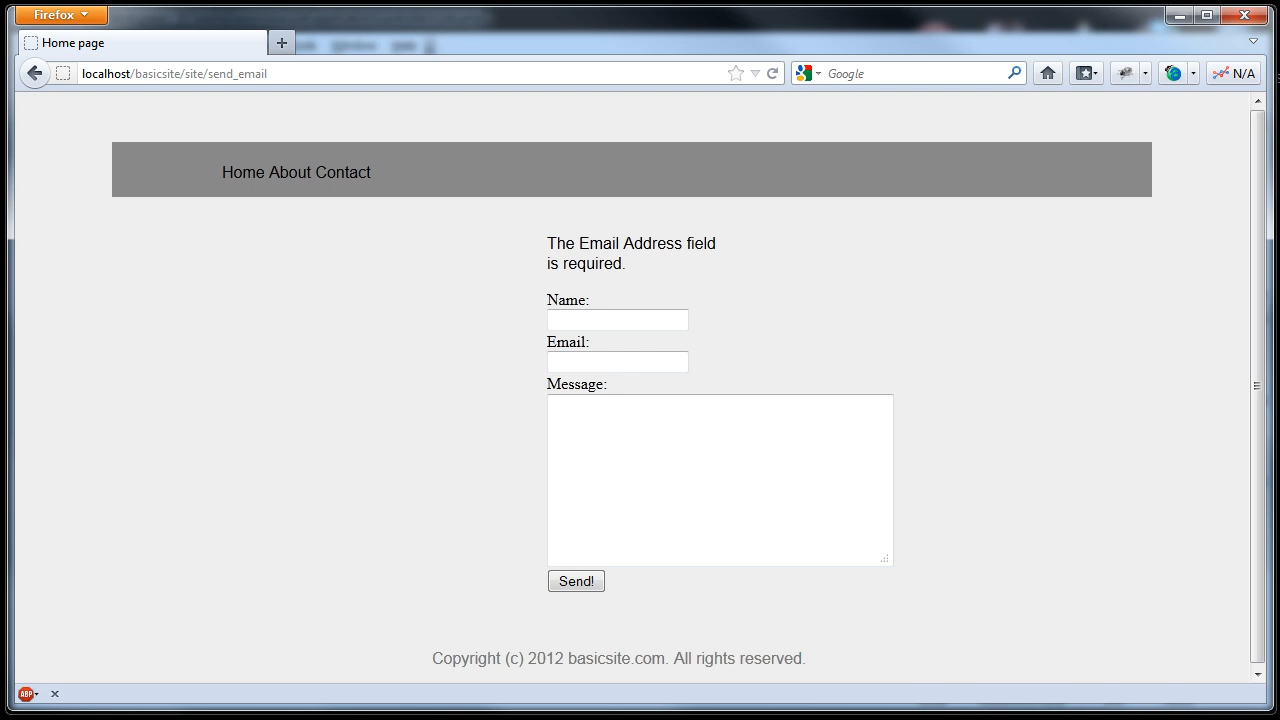 Firefox
Home page
localhost/basicsite/site/send_email
Google
N/A
Home About Contact
The Email Address field
is required.
Name:
Email:
Message:
Send!
Copyright (c) 2012 basicsite.com. All rights reserved.
ABP